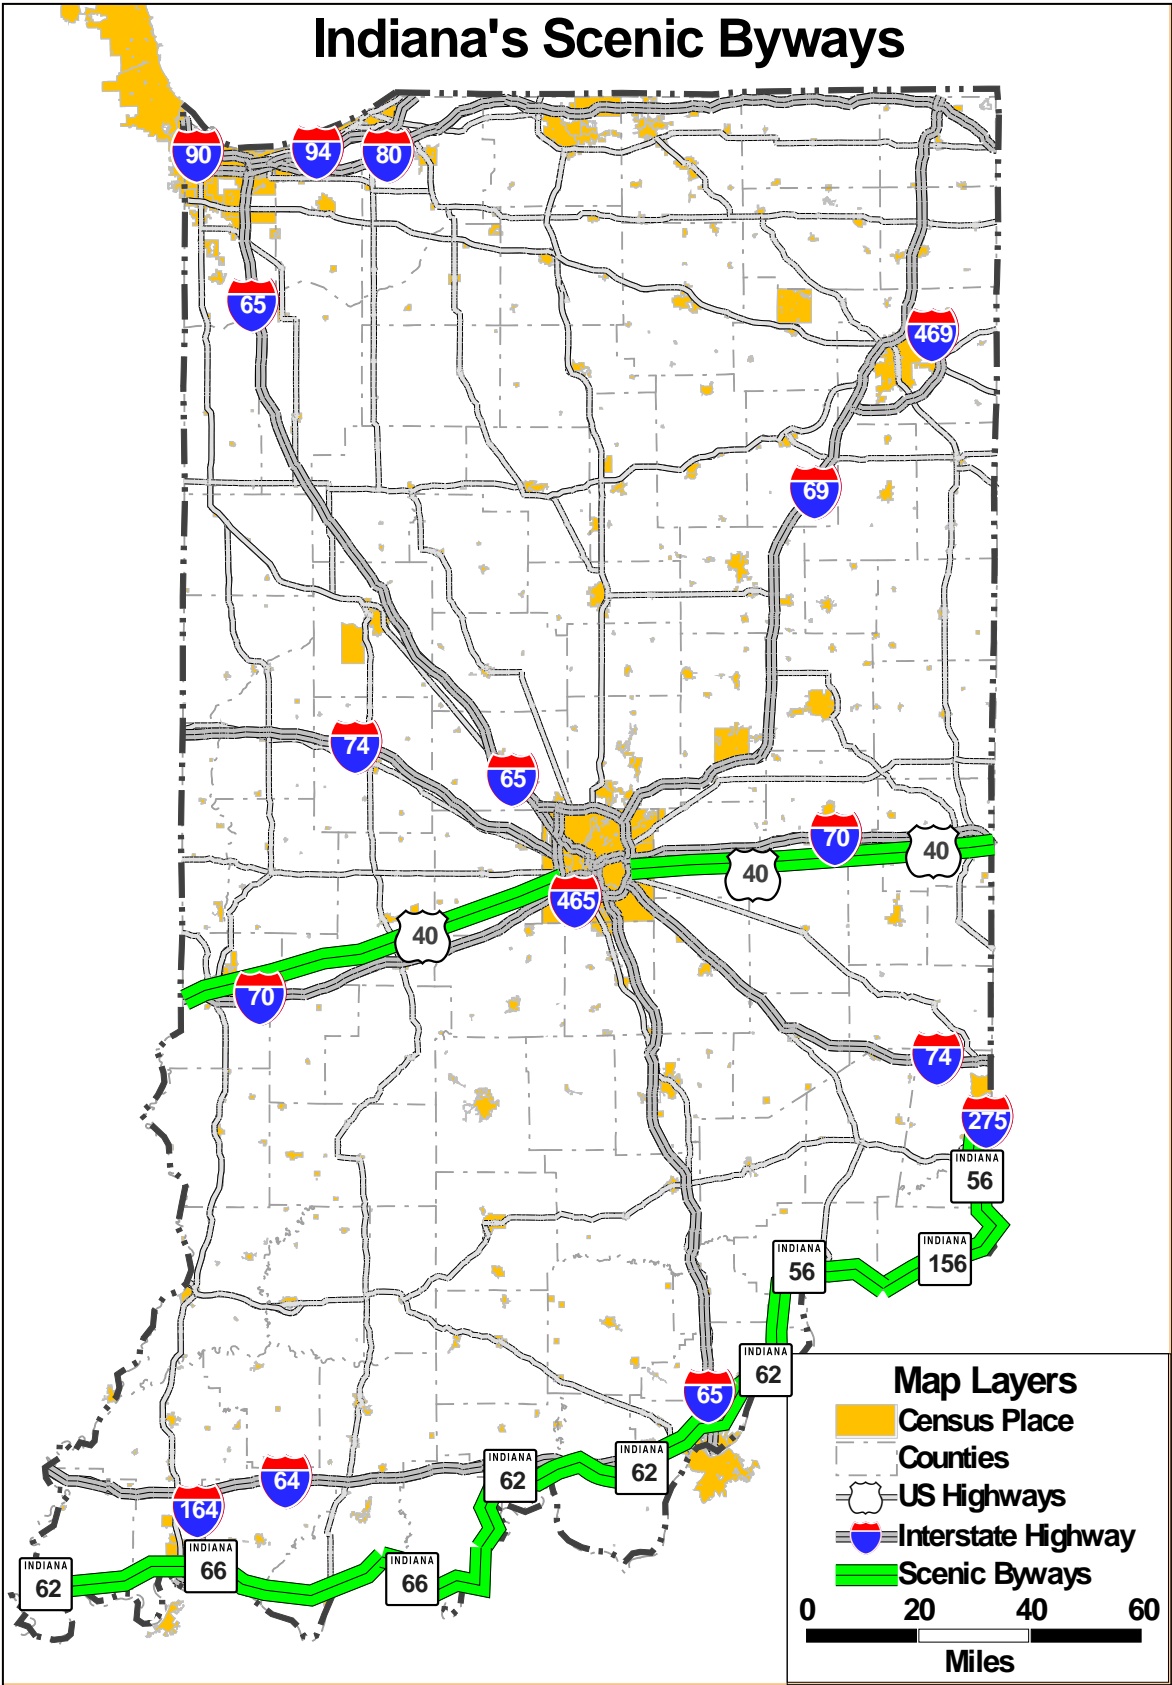 Indiana's Scenic Byways
90
94
80
65
469
69
74
65
70
40
40
465
40
70
74
275
INDIANA
56
INDIANA
56
INDIANA
156
INDIANA
62
65
INDIANA
62
INDIANA
62
64
164
INDIANA
66
INDIANA
66
INDIANA
62
Map Layers
Census Place
Counties
US Highways
Interstate Highway
Scenic Byways
0 20 40 60
Miles